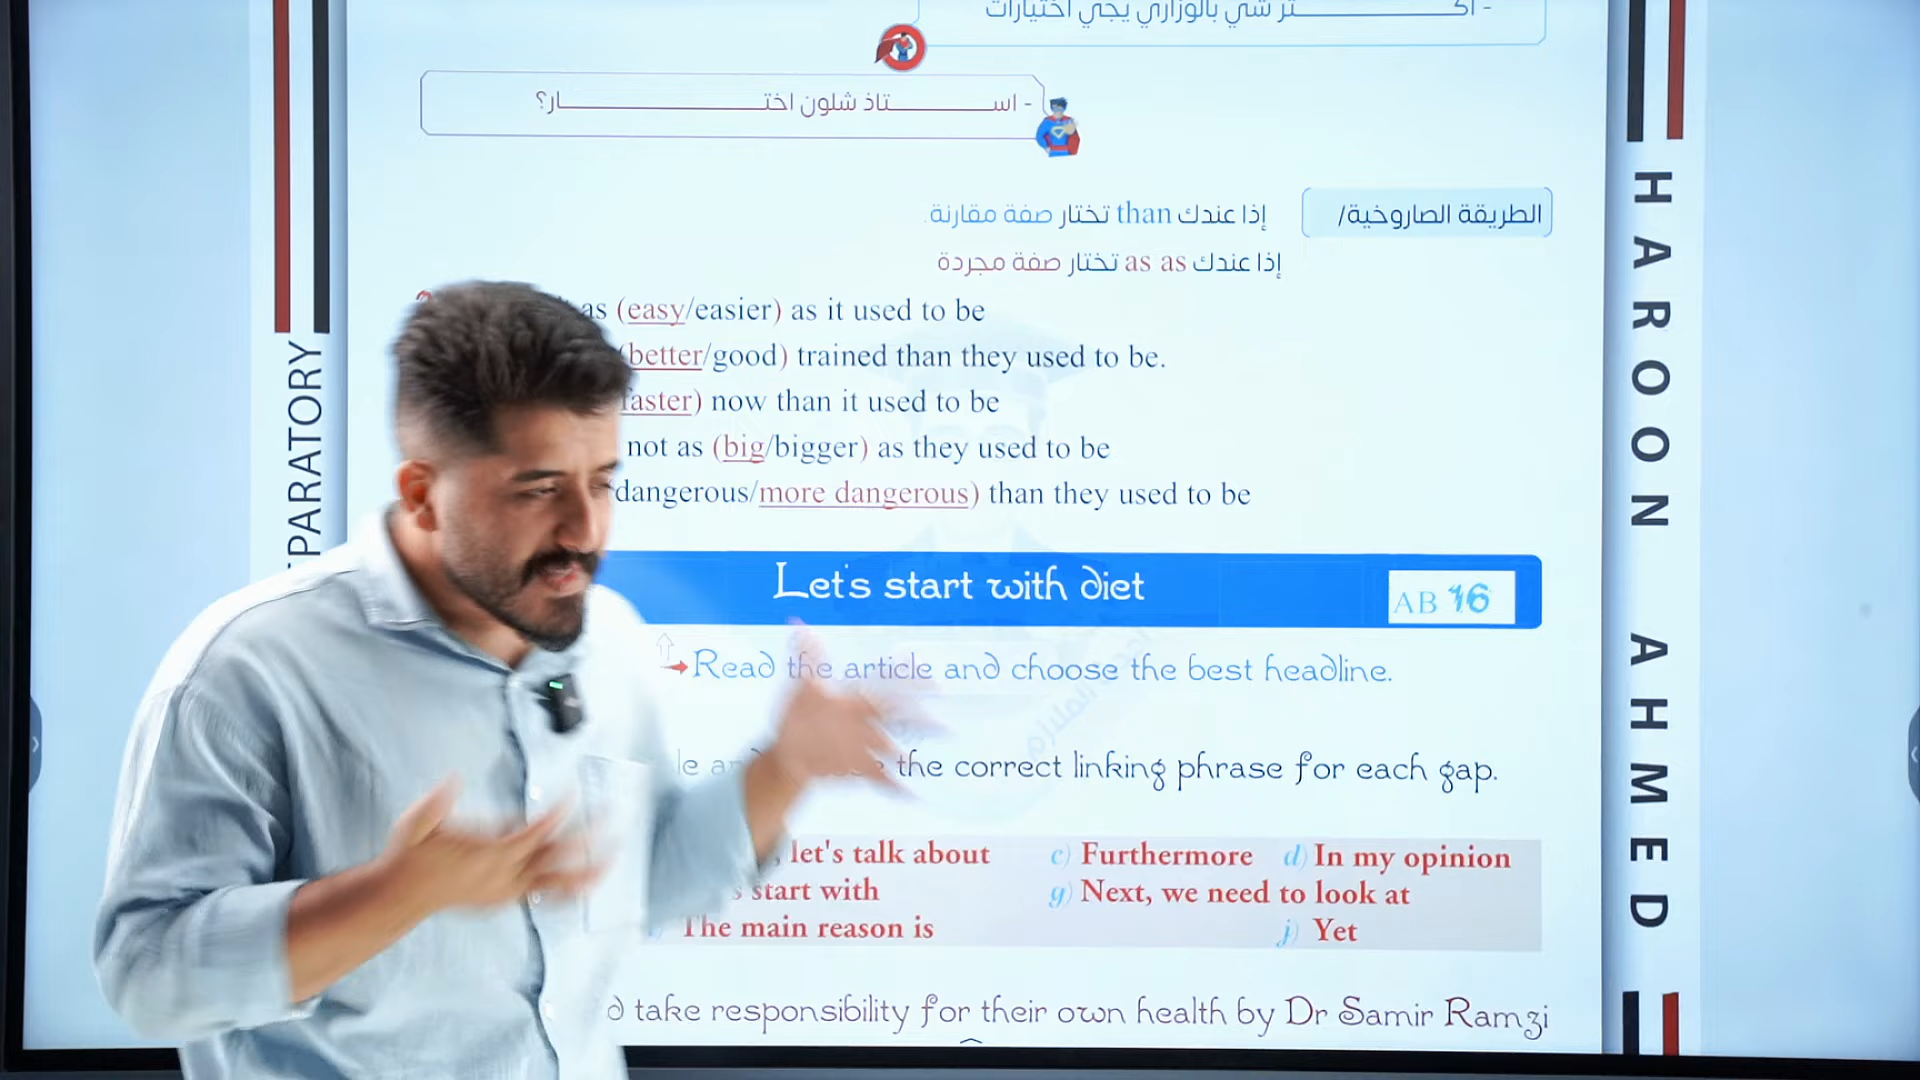 - اكـــــــــتر شي بالوزاري يجي اختيارات
- اســـــــتاذ شلون اختـــــــــــار؟
الطريقة الصاروخية/ إذا عندك than تختار صفة مقارنة.
إذا عندك as as تختار صفة مجردة
as (easy/easier) as it used to be
(better/good) trained than they used to be.
faster) now than it used to be
not as (big/bigger) as they used to be
dangerous/more dangerous) than they used to be
Let's start with diet
AB 16
Read the article and choose the best headline.
the correct linking phrase for each gap.
let's talk about c) Furthermore d) In my opinion
start with g) Next, we need to look at
The main reason is j) Yet
take responsibility for their own health by Dr Samir Ramzi
PARATORY
HAROON AHMED